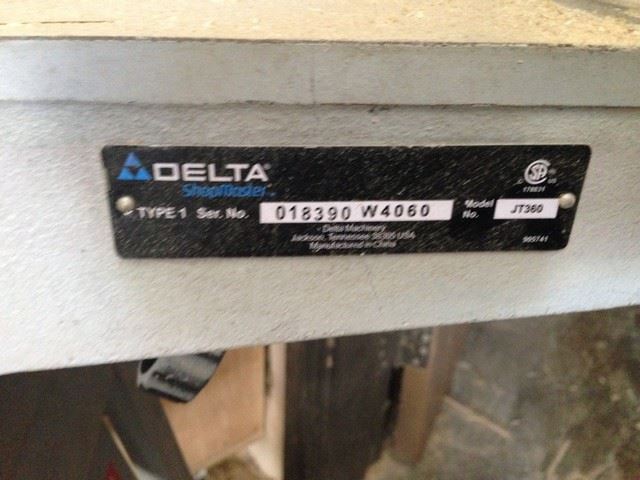 DELTA
ShopMaster
TYPE 1 Ser. No. 018390 W4060 Model No. JT360
Delta Machinery
Jackson, Tennessee 38305 USA
Manufactured in China